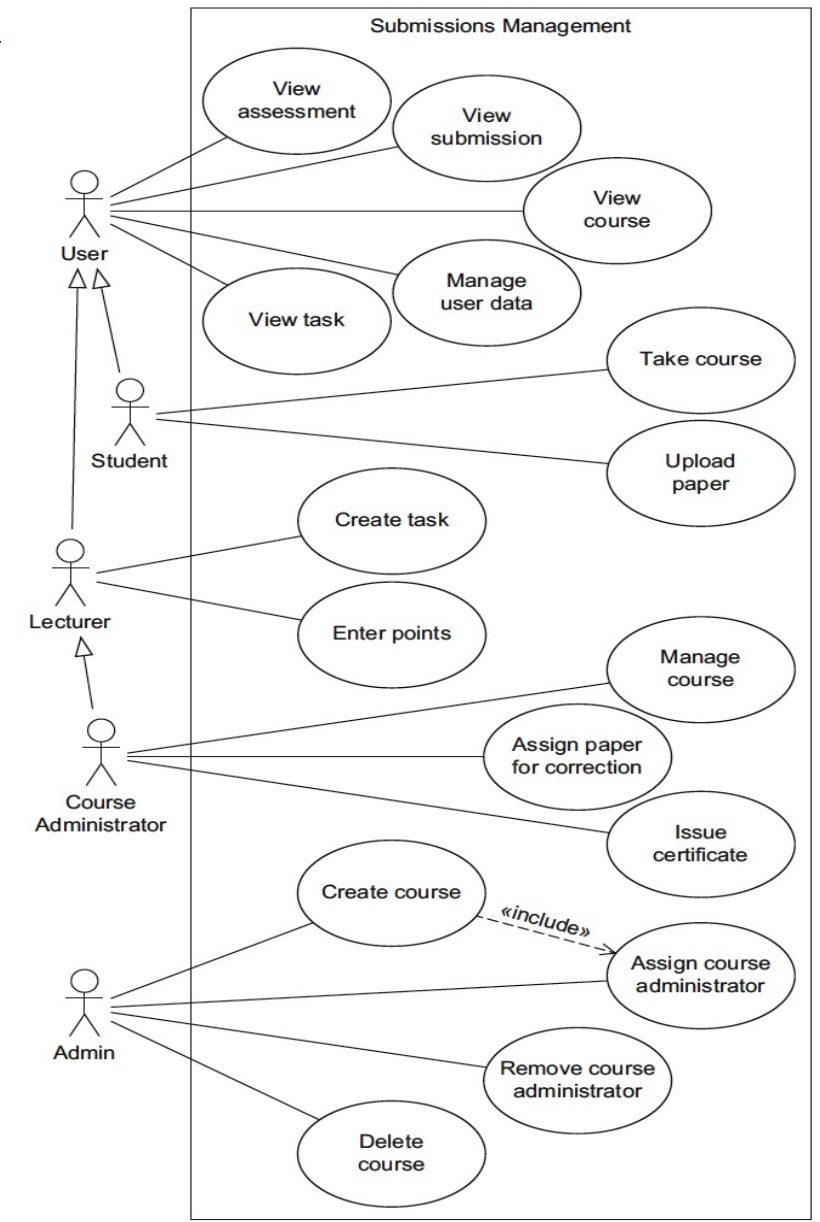 Submissions Management
View
assessment
View
submission
View
course
User
Manage
user data
View task
Take course
Student
Upload
paper
Create task
Lecturer
Enter points
Manage
course
Assign paper
for correction
Course
Administrator
Issue
certificate
Create course
«include»
Assign course
administrator
Admin
Remove course
administrator
Delete
course